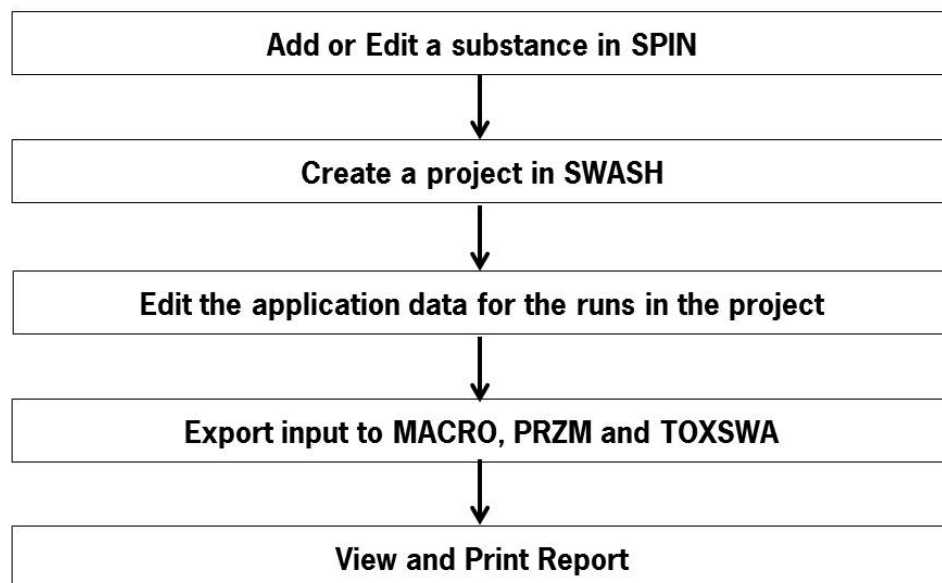 Add or Edit a substance in SPIN
Create a project in SWASH
Edit the application data for the runs in the project
Export input to MACRO, PRZM and TOXSWA
View and Print Report